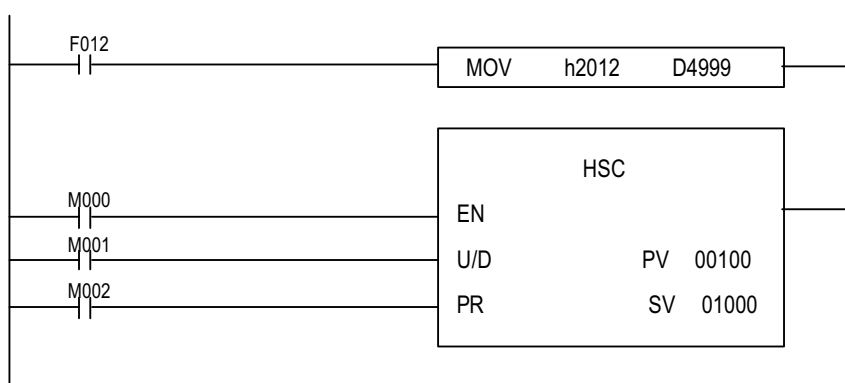 F012
MOV h2012 D4999
HSC
M000
EN
M001
U/D PV 00100
M002
PR SV 01000